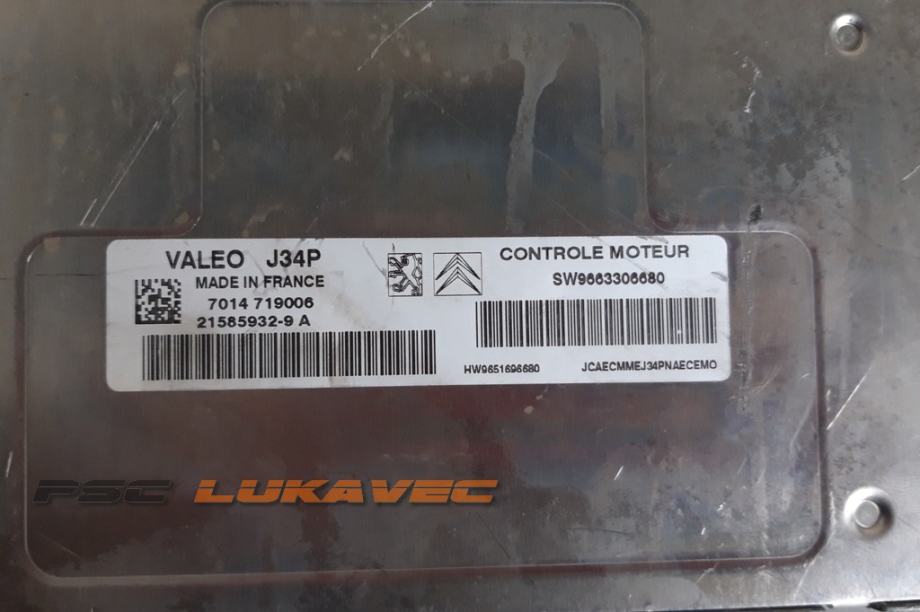 VALEO J34P
MADE IN FRANCE
7014 719006
21585932-9 A
CONTROLE MOTEUR
SW9663306680
HW9651696680
JCAECMMEJ34PNAECEMO
PSC LUKAVEC